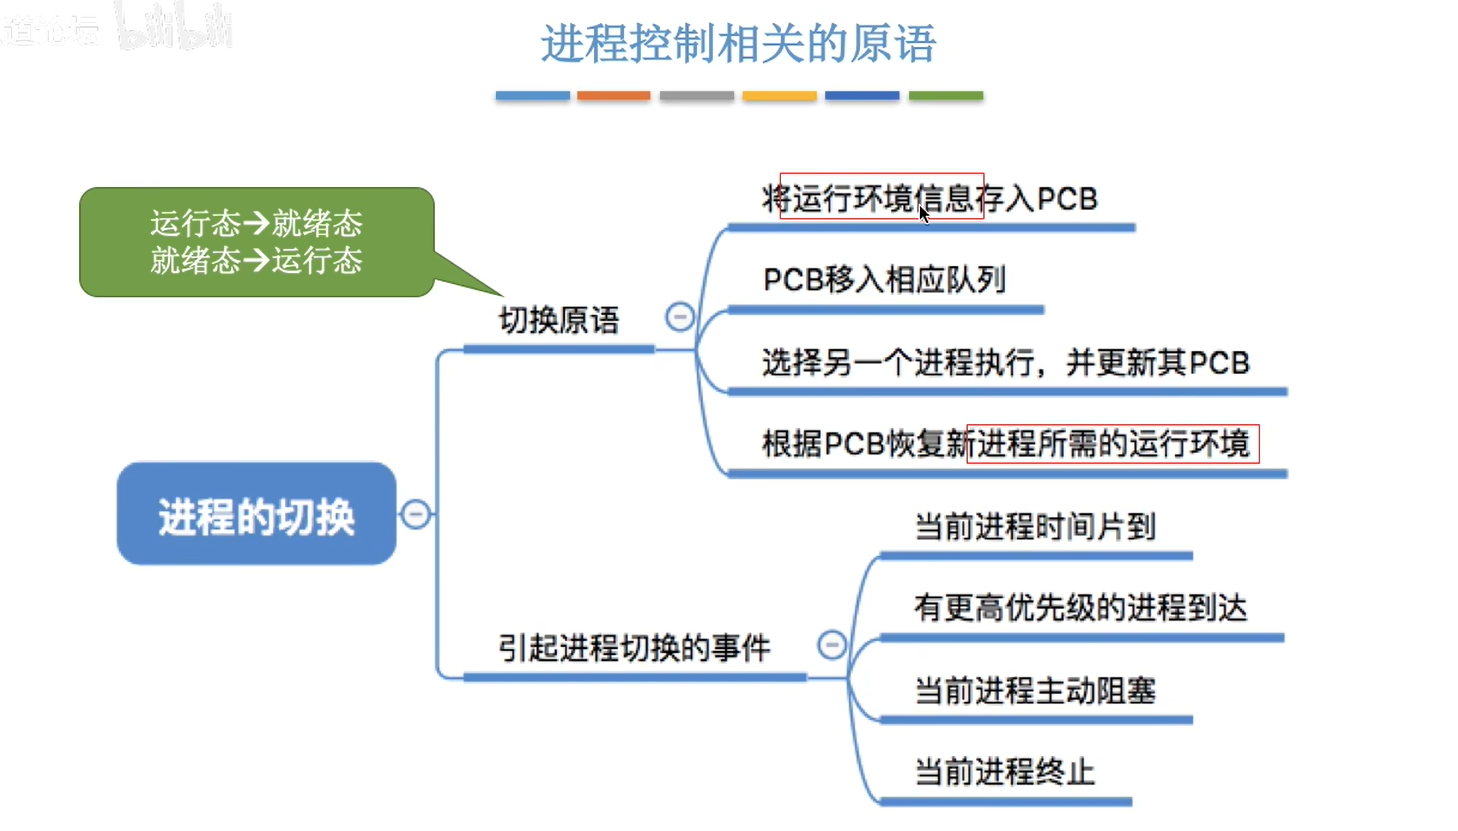 道论坛 bilibili
进程控制相关的原语
运行态→就绪态
就绪态→运行态
将运行环境信息存入PCB
PCB移入相应队列
切换原语
选择另一个进程执行，并更新其PCB
根据PCB恢复新进程所需的运行环境
进程的切换
当前进程时间片到
有更高优先级的进程到达
引起进程切换的事件
当前进程主动阻塞
当前进程终止